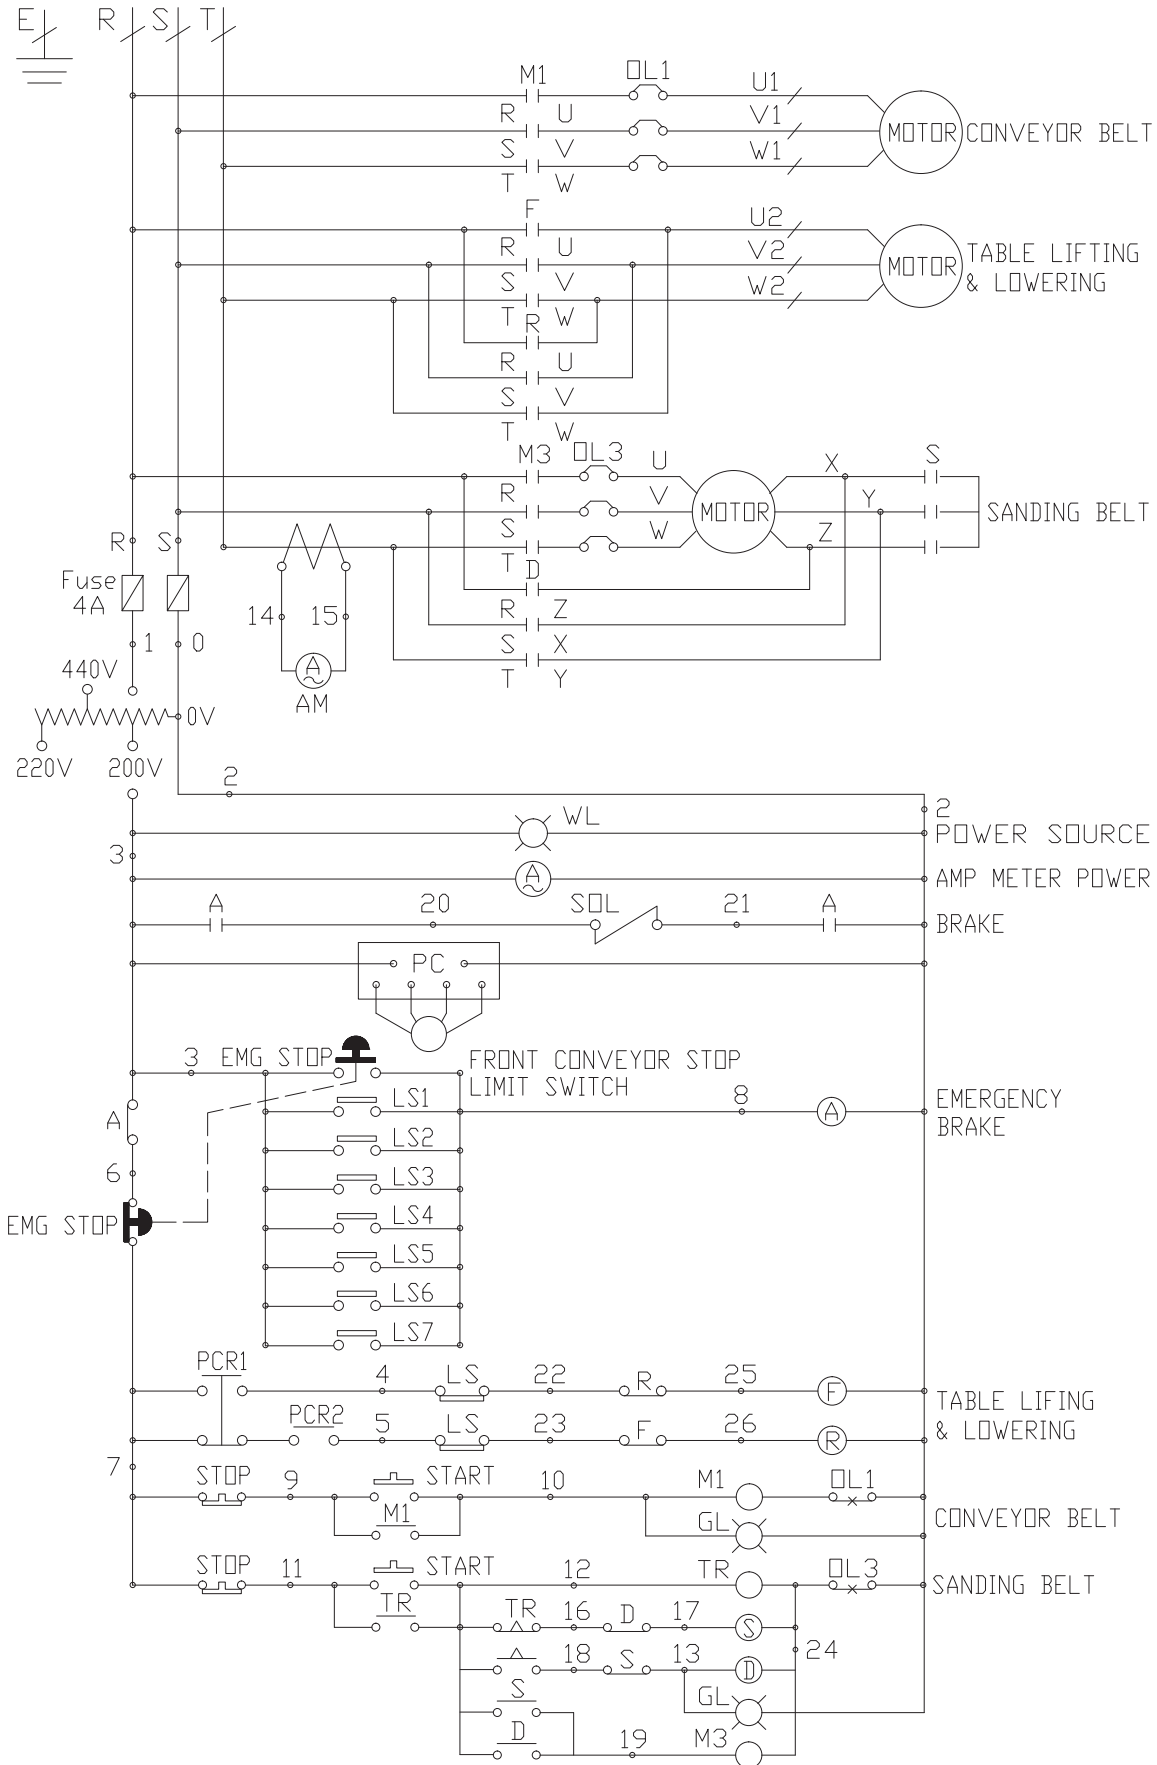 E R S T
M1 OL1 U1
R U V1
MOTOR CONVEYOR BELT
S V W1
T W
F U2
R U V2
MOTOR TABLE LIFTING
& LOWERING
S V W2
T W
R
R U
S V
T W
M3 OL3 U X S
R V Y
MOTOR SANDING BELT
S W Z
T
D
R S
Fuse
4A
14 15
R Z
1 0
S X
T Y
A
AM
440V
0V
220V 200V
2
2
WL
POWER SOURCE
3
A AMP METER POWER
A 20 SOL 21 A
BRAKE
PC
3 EMG STOP FRONT CONVEYOR STOP
LIMIT SWITCH
LS1 8 A EMERGENCY
BRAKE
A
LS2
6
LS3
EMG STOP
LS4
LS5
LS6
LS7
PCR1
4 LS 22 R 25 F
TABLE LIFING
& LOWERING
PCR2
5 LS 23 F 26 R
7
STOP 9 START 10 M1 OL1
M1 GL
CONVEYOR BELT
STOP 11 START 12 TR OL3
SANDING BELT
TR TR 16 D 17 S
24
18 S 13 D
S GL
D 19 M3